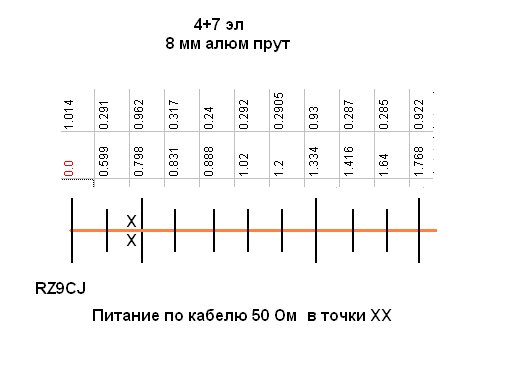 4+7 эл
8 мм алюм прут
1.014 0.291 0.962 0.317 0.24 0.292 0.2905 0.93 0.287 0.285 0.922
0.0 0.599 0.798 0.831 0.888 1.02 1.2 1.334 1.416 1.64 1.768
X
X
RZ9CJ
Питание по кабелю 50 Ом в точки XX